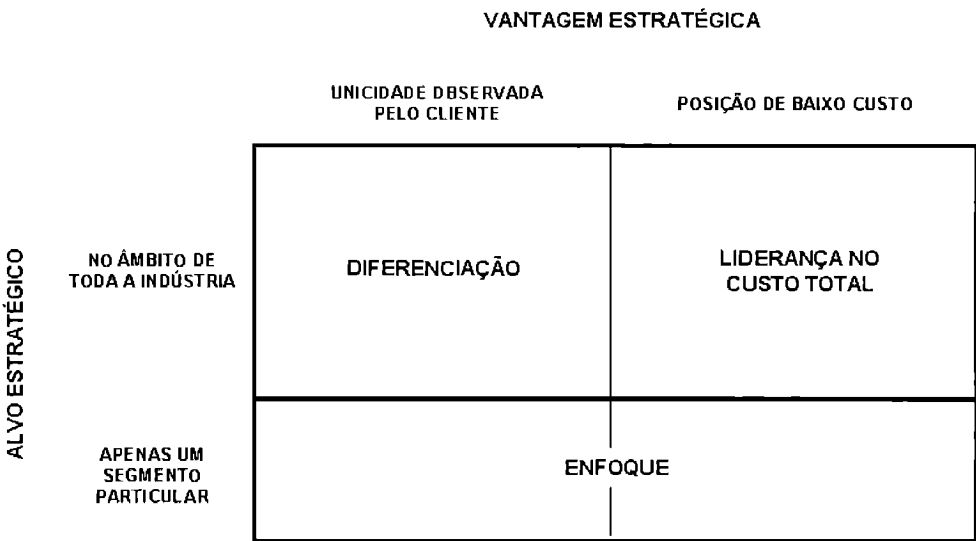 VANTAGEM ESTRATÉGICA
UNICIDADE OBSERVADA
PELO CLIENTE
POSIÇÃO DE BAIXO CUSTO
ALVO ESTRATÉGICO
NO ÂMBITO DE
TODA A INDÚSTRIA
DIFERENCIAÇÃO
LIDERANÇA NO
CUSTO TOTAL
APENAS UM
SEGMENTO
PARTICULAR
ENFOQUE